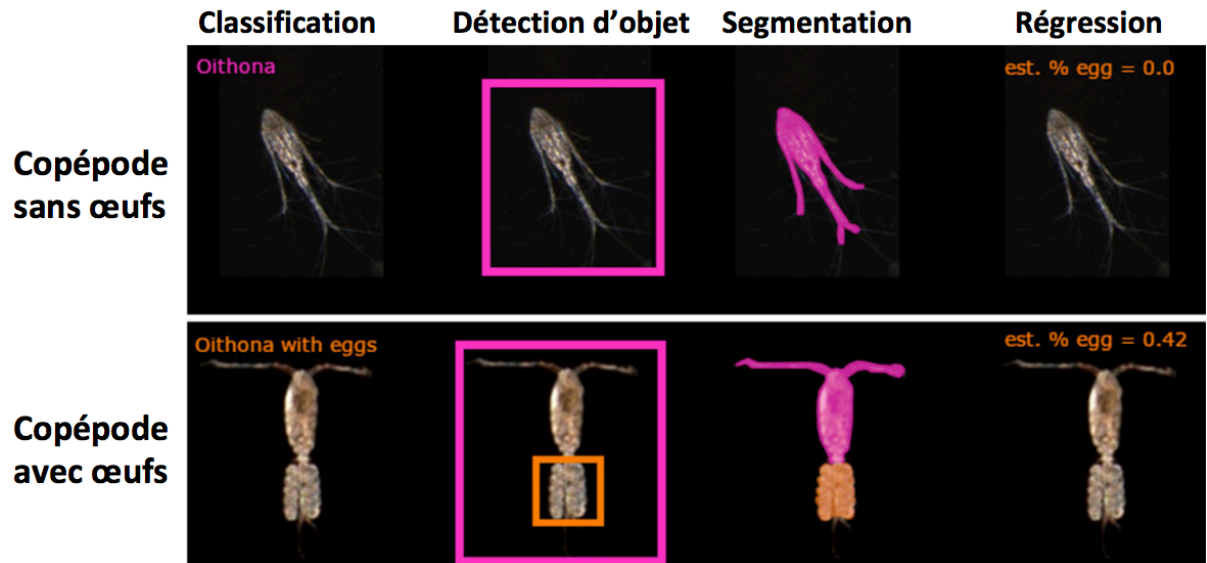 Classification Détection d'objet Segmentation Régression
Oithona est. % egg = 0.0
Copépode
sans œufs
Oithona with eggs est. % egg = 0.42
Copépode
avec œufs